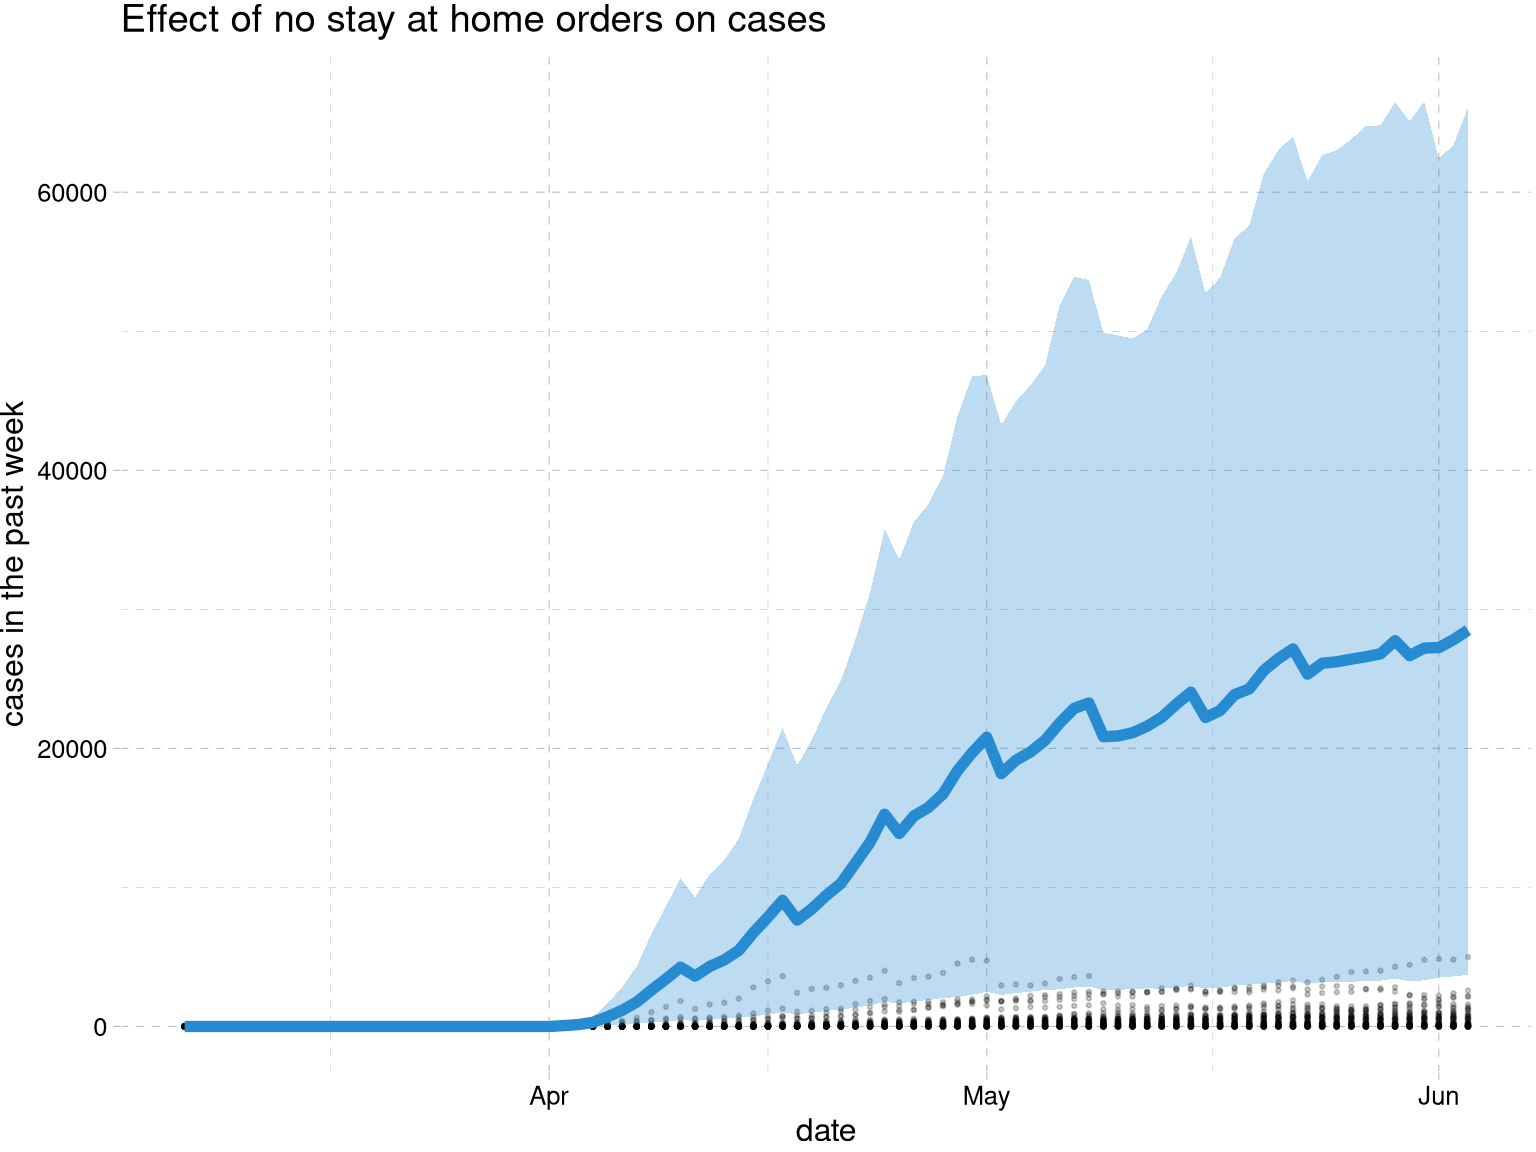 Effect of no stay at home orders on cases
cases in the past week
60000
40000
20000
0
Apr
May
Jun
date